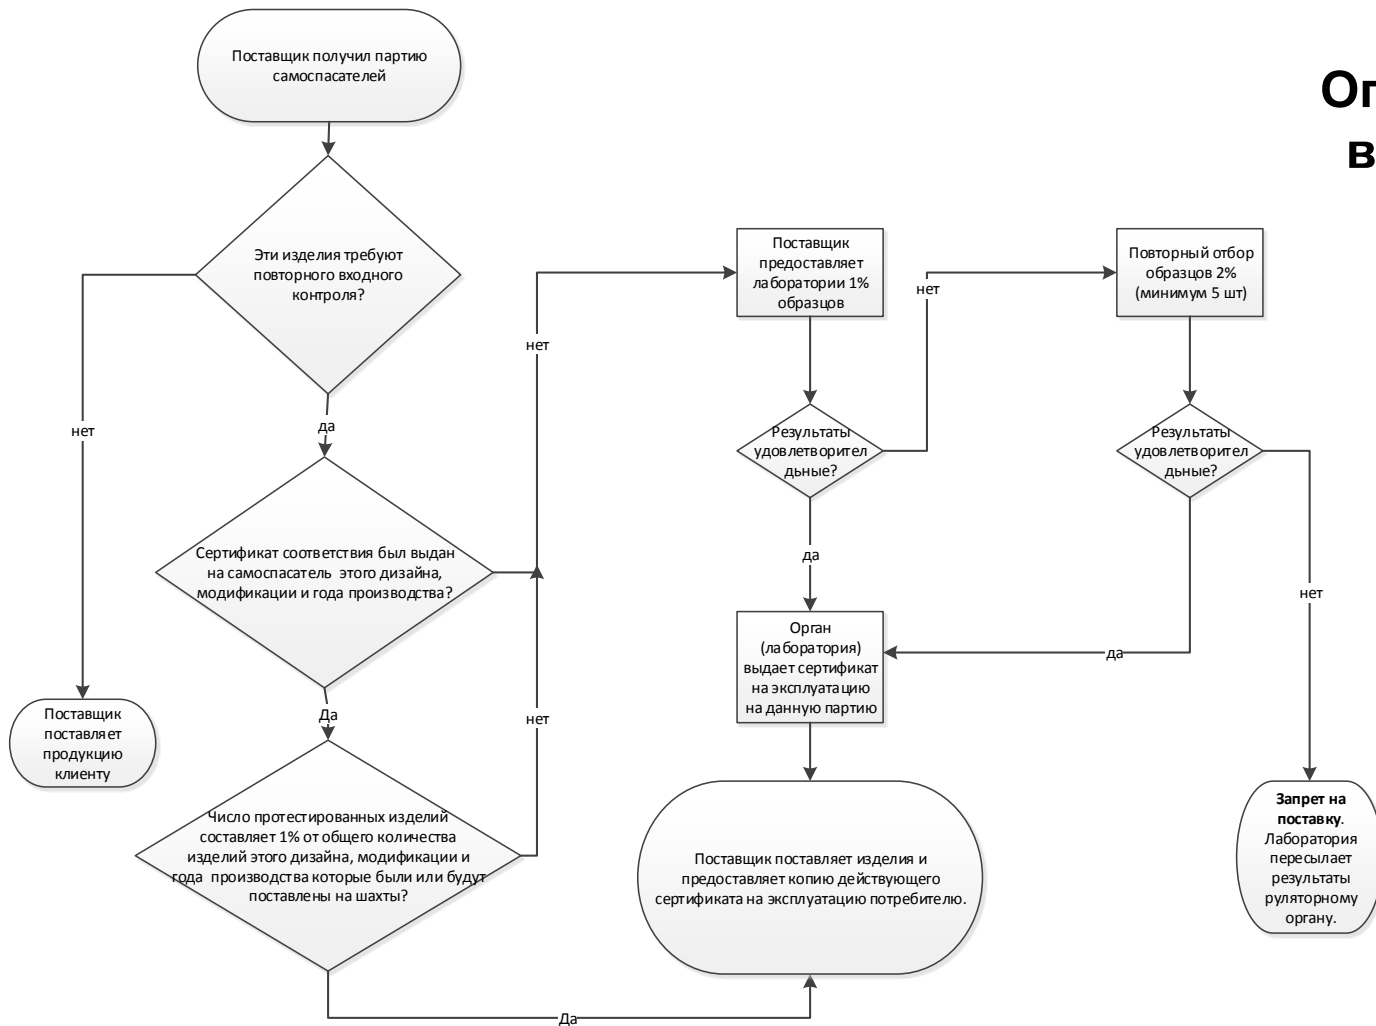 Поставщик получил партию
самоспасателей
Эти изделия требуют
повторного входного
контроля?
нет
да
Сертификат соответствия был выдан
на самоспасатель этого дизайна,
модификации и года производства?
Да
Поставщик
поставляет
продукцию
клиенту
Число протестированных изделий
составляет 1% от общего количества
изделий этого дизайна, модификации и
года производства которые были или будут
поставлены на шахты?
нет
нет
Да
Поставщик
предоставляет
лаборатории 1%
образцов
Результаты
удовлетворител
дьные?
нет
да
Орган
(лаборатория)
выдает сертификат
на эксплуатацию
на данную партию
Поставщик поставляет изделия и
предоставляет копию действующего
сертификата на эксплуатацию потребителю.
Повторный отбор
образцов 2%
(минимум 5 шт)
Результаты
удовлетворител
дьные?
да
нет
Запрет на
поставку.
Лаборатория
пересылает
результаты
руляторному
органу.